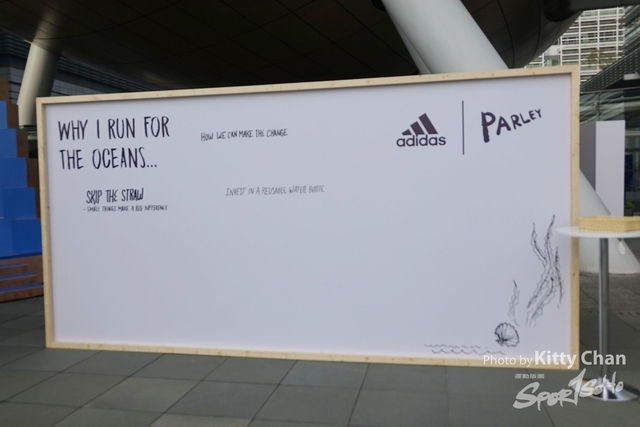 WHY I RUN FOR
THE OCEANS...
HOW WE CAN MAKE THE CHANGE
adidas
PARLEY
SKIP THE STRAW
- SMALL THINGS MAKE A BIG DIFFERENCE
INVEST IN A REUSABLE WATER BOTTLE
Photo by Kitty Chan